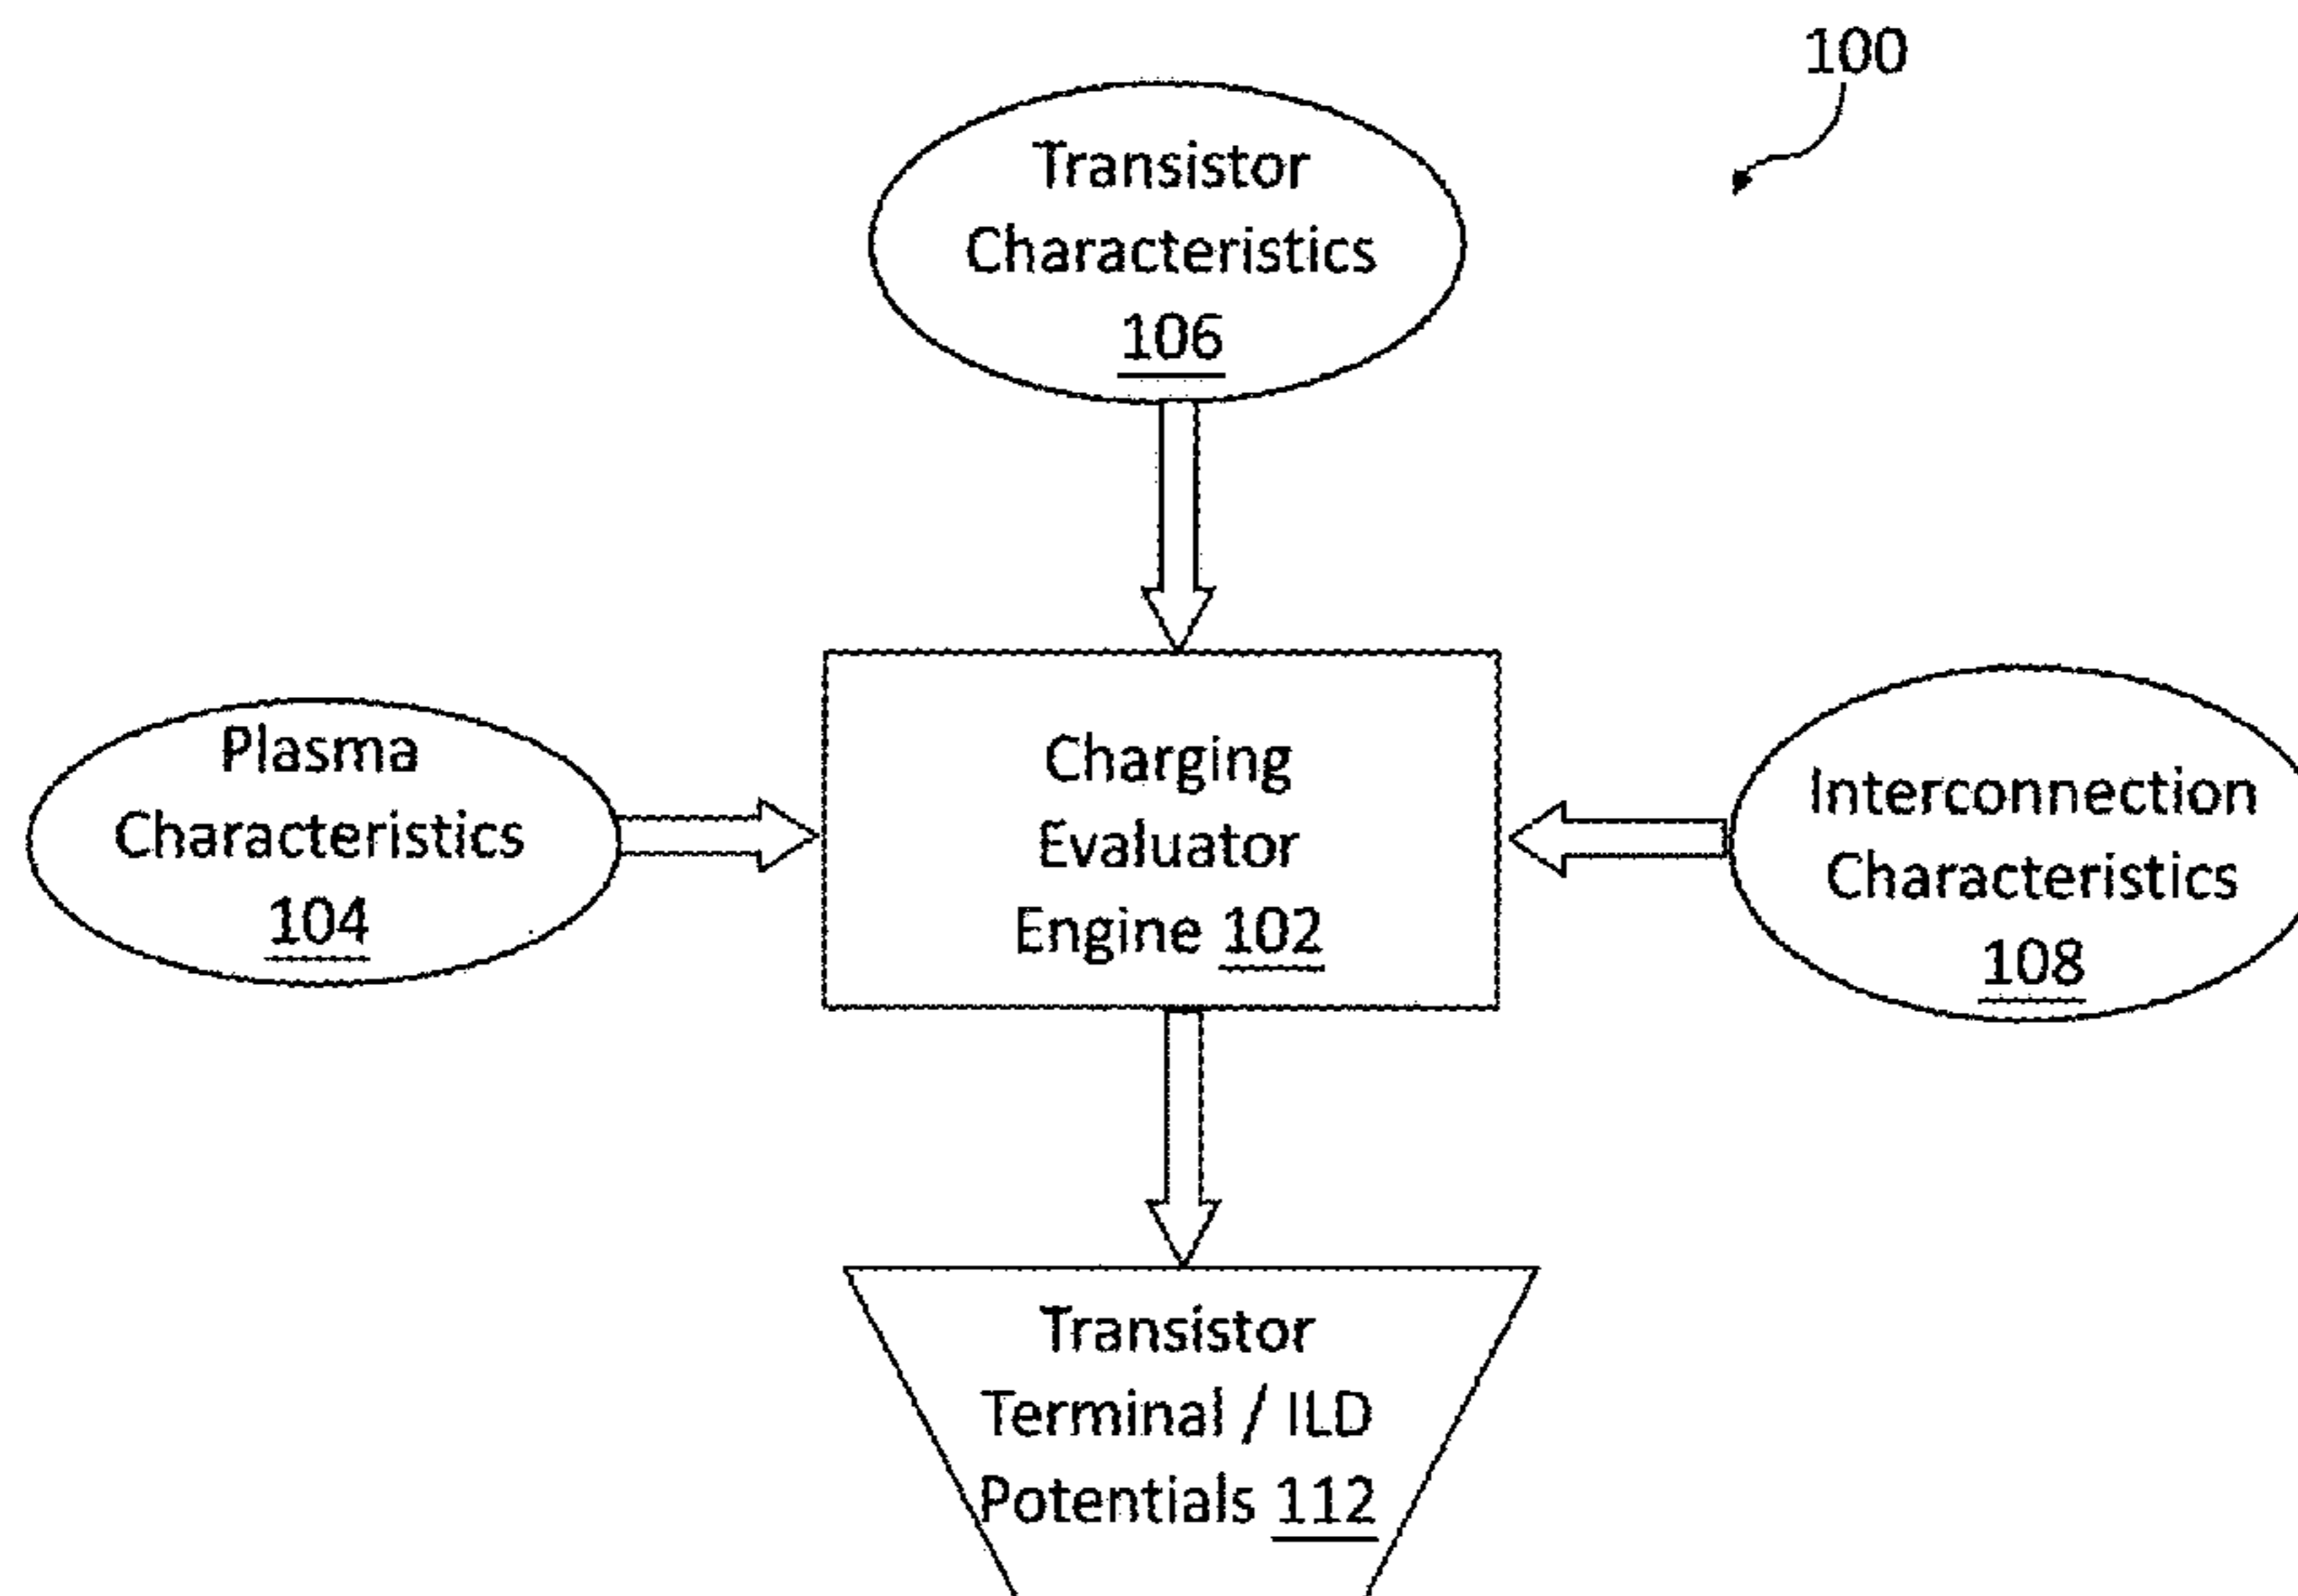 100
Transistor
Characteristics
106
Plasma
Characteristics
104
Charging
Evaluator
Engine 102
Interconnection
Characteristics
108
Transistor
Terminal / ILD
Potentials 112